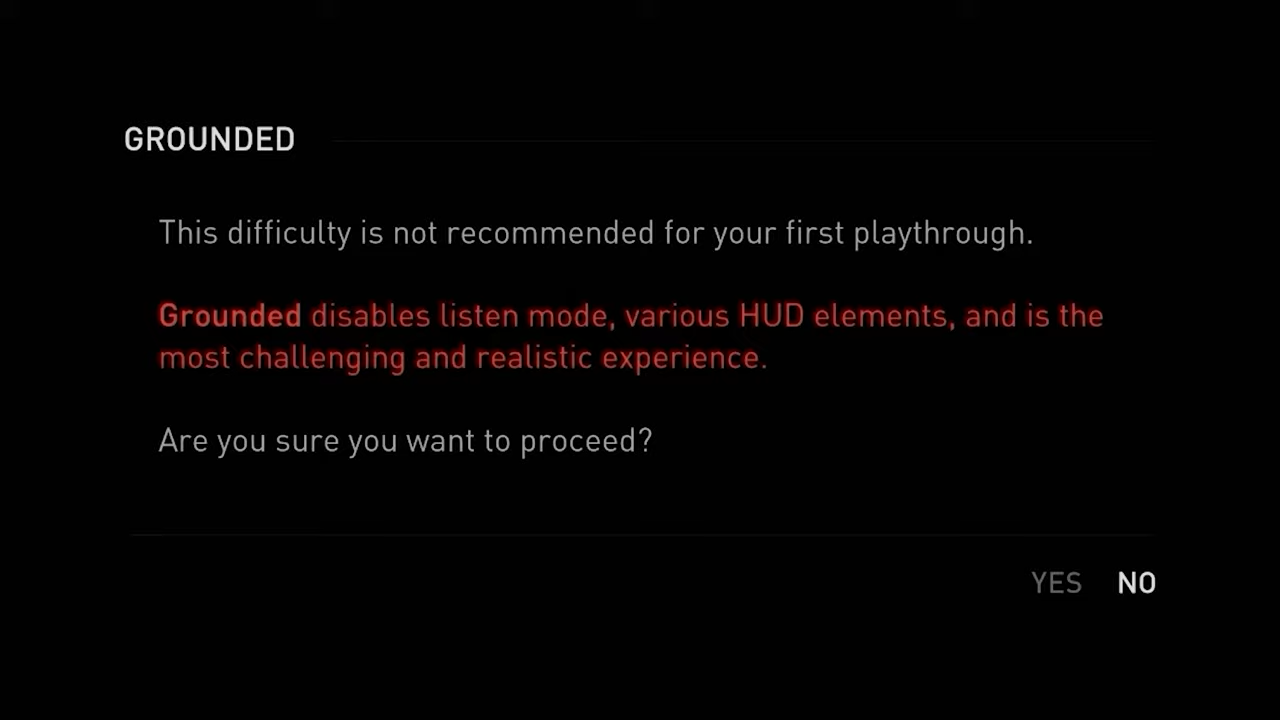 GROUNDED
This difficulty is not recommended for your first playthrough.
Grounded disables listen mode, various HUD elements, and is the
most challenging and realistic experience.
Are you sure you want to proceed?
YES NO